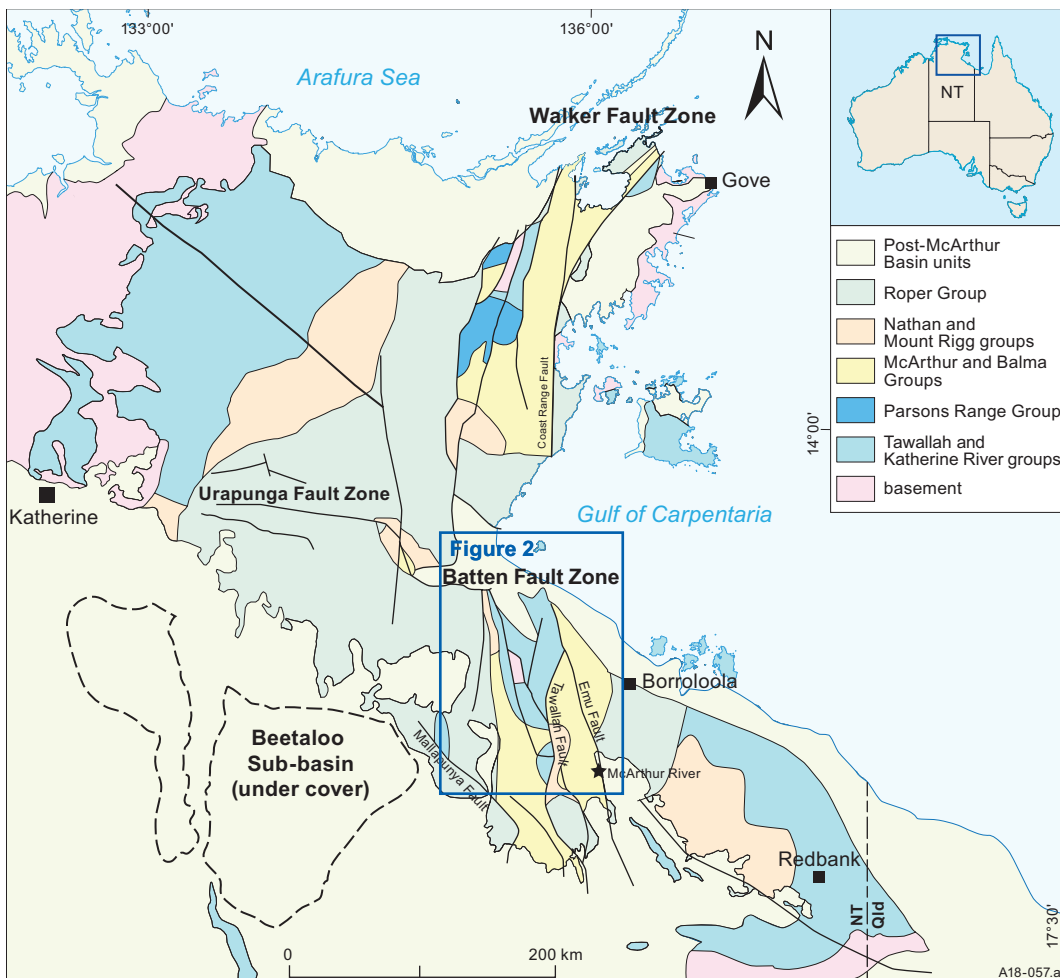 133°00'
136°00'
Arafura Sea
N
Walker Fault Zone
Gove
NT
Post-McArthur
Basin units
Roper Group
Nathan and
Mount Rigg groups
McArthur and Balma
Groups
Parsons Range Group
Tawallah and
Katherine River groups
basement
Coast Range Fault
14°00'
Urapunga Fault Zone
Katherine
Gulf of Carpentaria
Figure 2
Batten Fault Zone
Borroloola
Emu Fault
Tawallah Fault
Mallapunya Fault
McArthur River
Beetaloo
Sub-basin
(under cover)
Redbank
NT
Qld
17°30'
0
200 km
A18-057.ai